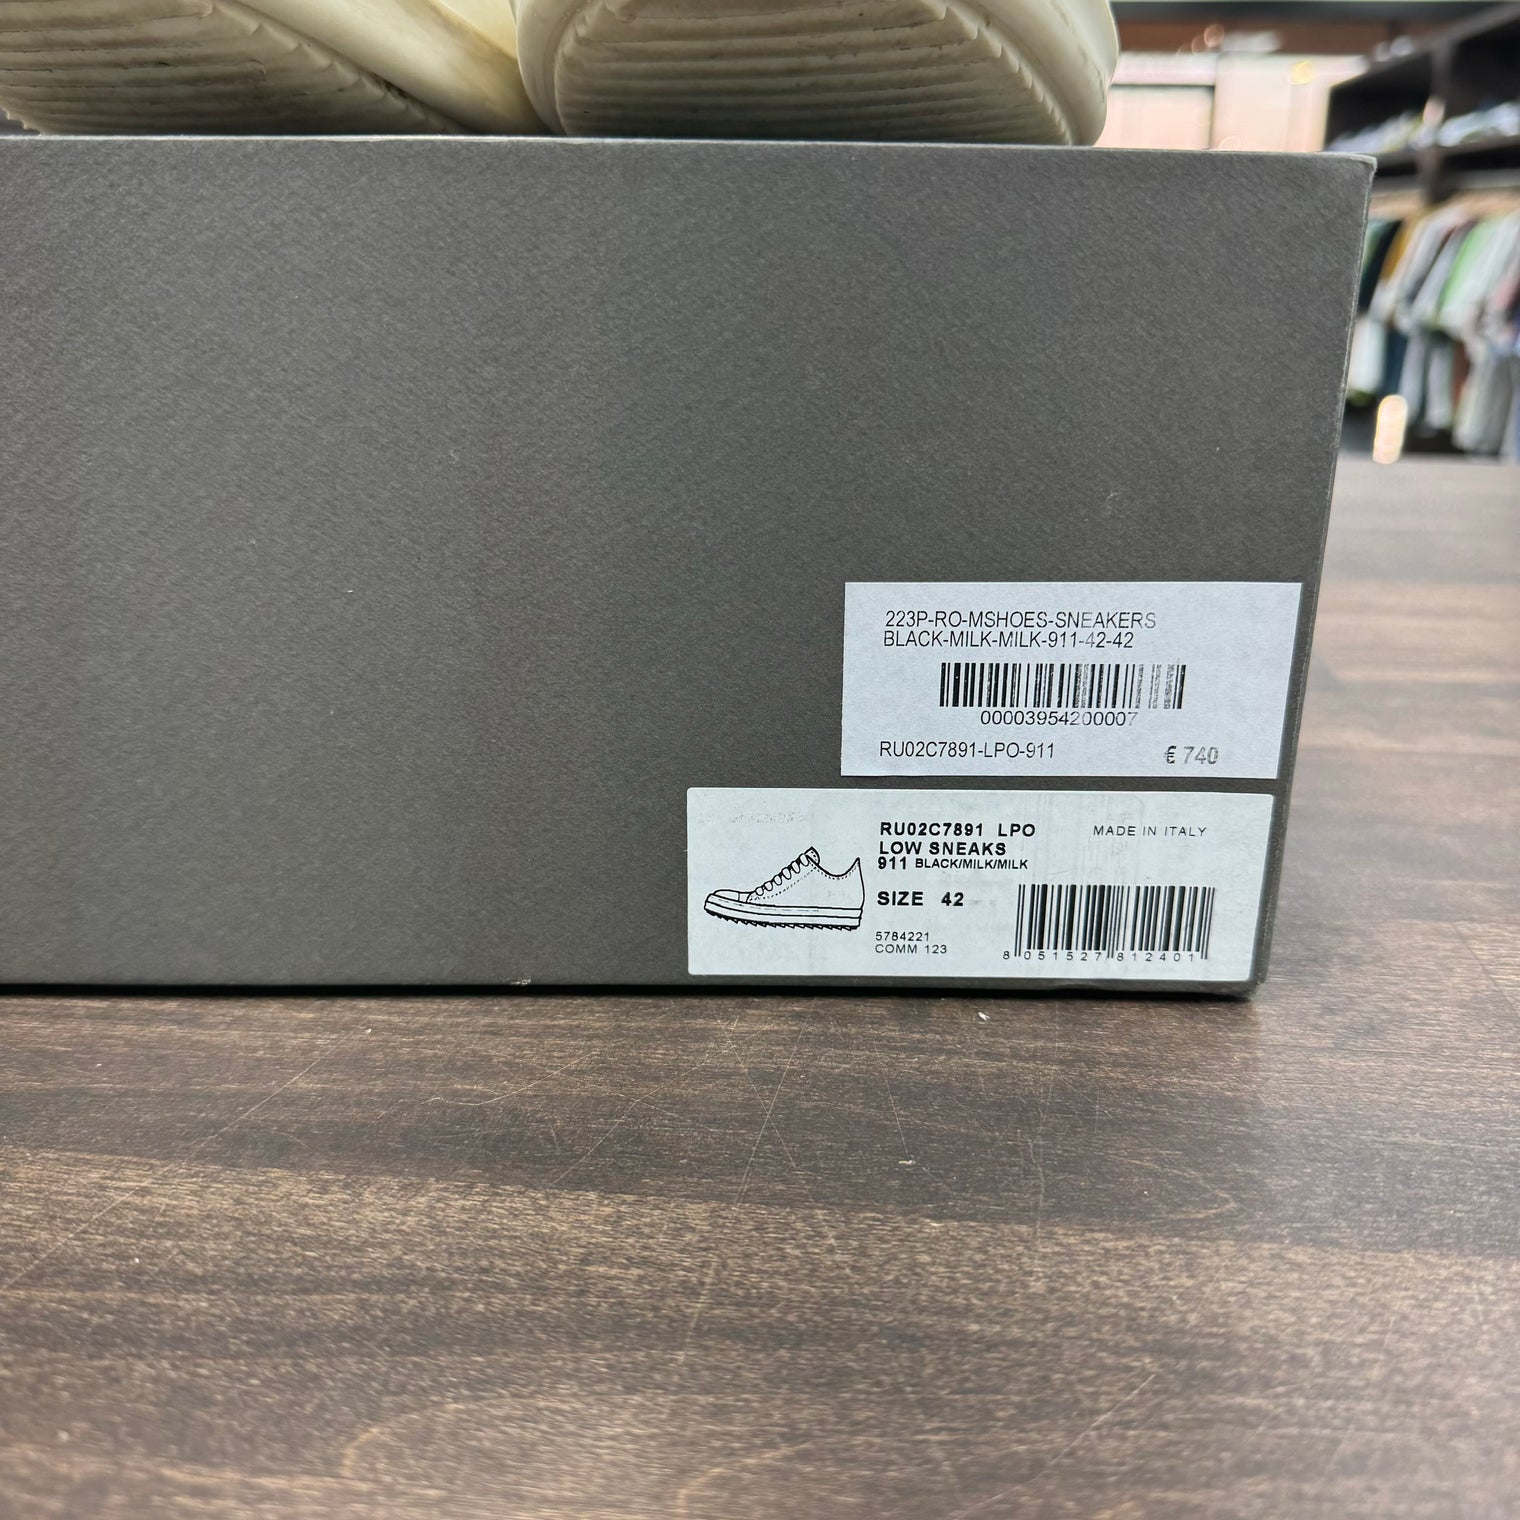 223P-RO-MSHOES-SNEAKERS
BLACK-MILK-MILK-911-42-42
00003954200007
RU02C7891-LPO-911 € 740
RU02C7891 LPO MADE IN ITALY
LOW SNEAKS
911 BLACK/MILK/MILK
SIZE 42
5784221
COMM 123
8 051527 812401